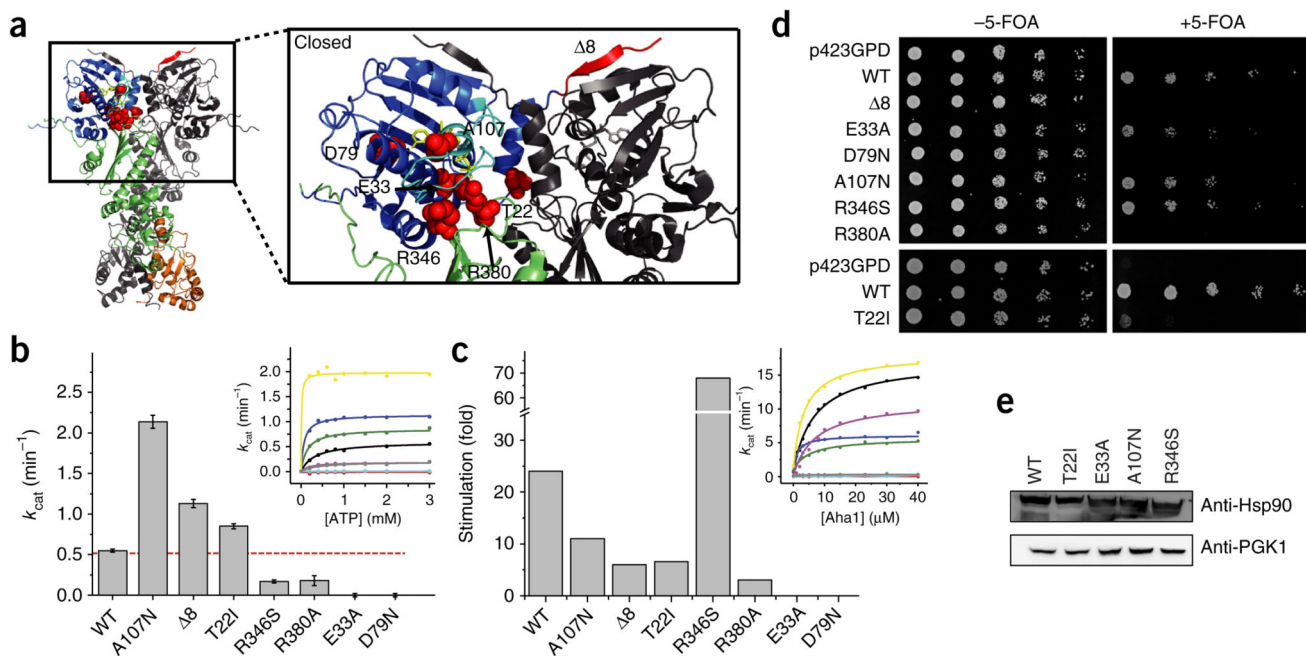 a
Closed
Δ8
A107
D79
E33
T22
R346
R380
d
–5-FOA
+5-FOA
p423GPD
WT
Δ8
E33A
D79N
A107N
R346S
R380A
p423GPD
WT
T22I
b
kcat (min–1)
2.5
2.0
1.5
1.0
0.5
0.0
WT
A107N
Δ8
T22I
R346S
R380A
E33A
D79N
kcat (min–1)
2.0
1.5
1.0
0.5
0.0
0
1
2
3
[ATP] (mM)
c
Stimulation (fold)
70
60
30
20
10
0
WT
A107N
Δ8
T22I
R346S
R380A
E33A
D79N
kcat (min–1)
15
10
5
0
0
10
20
30
40
[Aha1] (μM)
e
WT
T22I
E33A
A107N
R346S
Anti-Hsp90
Anti-PGK1